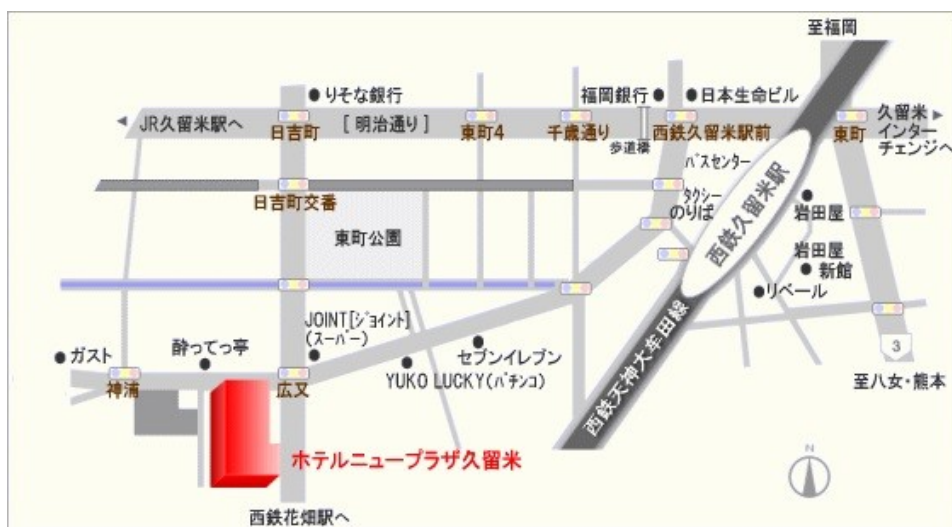 至福岡
りそな銀行
福岡銀行
日本生命ビル
JR久留米駅へ
日吉町
[ 明治通り ]
東町4
千歳通り
歩道橋
西鉄久留米駅前
東町
久留米
インター
チェンジへ
バスセンター
日吉町交番
タクシー
のりば
西鉄久留米駅
岩田屋
東町公園
岩田屋
新館
リベール
JOINT[ジョイント]
(スーパー)
セブンイレブン
ガスト
酔ってっ亭
YUKO LUCKY(パチンコ)
西鉄天神大牟田線
3
至八女・熊本
神浦
広又
ホテルニュープラザ久留米
N
西鉄花畑駅へ